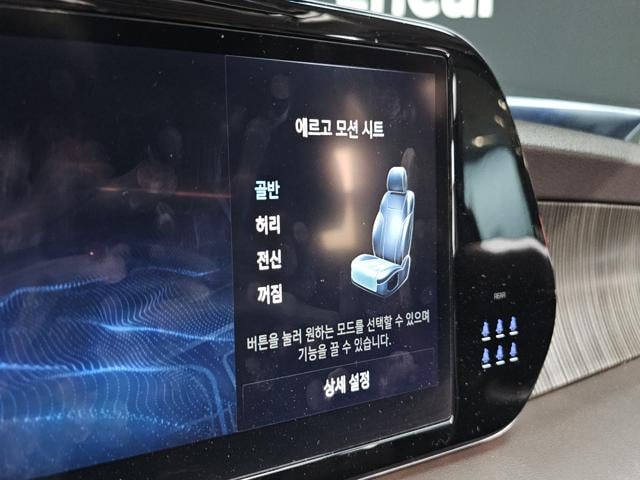 Encar
에르고 모션 시트
골반
허리
전신
꺼짐
버튼을 눌러 원하는 모드를 선택할 수 있으며
기능을 끌 수 있습니다.
상세 설정
REAR